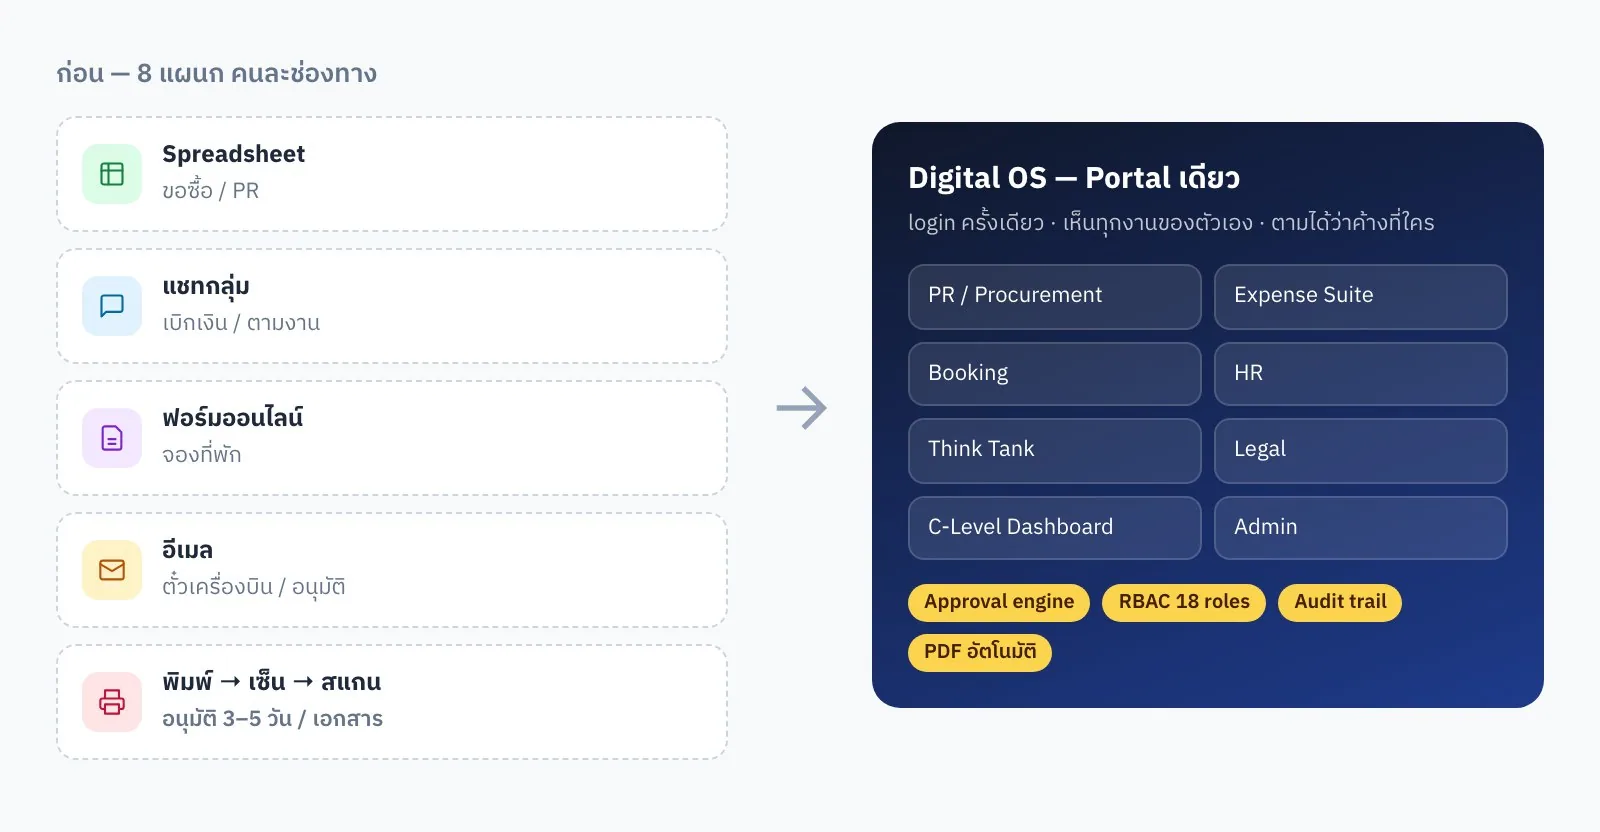 ก่อน — 8 แผนก คนละช่องทาง
Spreadsheet
ขอซื้อ / PR
แชทกลุ่ม
เบิกเงิน / ตามงาน
ฟอร์มออนไลน์
จองที่พัก
อีเมล
ตั๋วเครื่องบิน / อนุมัติ
พิมพ์ → เซ็น → สแกน
อนุมัติ 3–5 วัน / เอกสาร
Digital OS — Portal เดียว
login ครั้งเดียว · เห็นทุกงานของตัวเอง · ตามได้ว่าค้างที่ใคร
PR / Procurement
Expense Suite
Booking
HR
Think Tank
Legal
C-Level Dashboard
Admin
Approval engine
RBAC 18 roles
Audit trail
PDF อัตโนมัติ